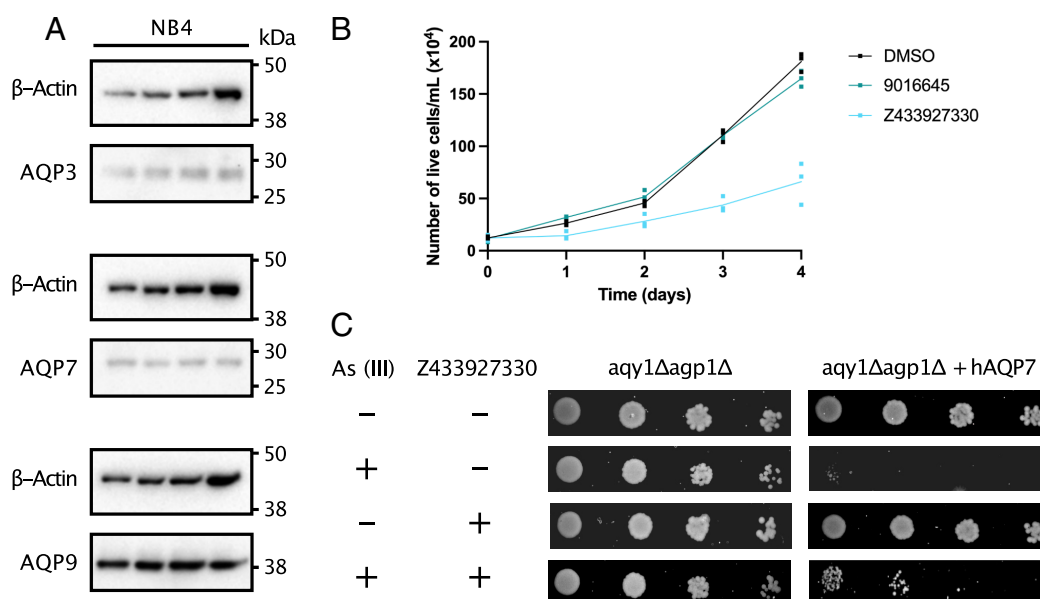 A
NB4
kDa
β-Actin
50
38
AQP3
30
25
β-Actin
50
38
AQP7
30
25
β-Actin
50
38
AQP9
38
B
Number of live cells/mL (x10⁴)
200
150
100
50
0
0 1 2 3 4
Time (days)
DMSO
9016645
Z433927330
C
As (III) Z433927330 aqy1Δagp1Δ aqy1Δagp1Δ + hAQP7
− −
+ −
− +
+ +